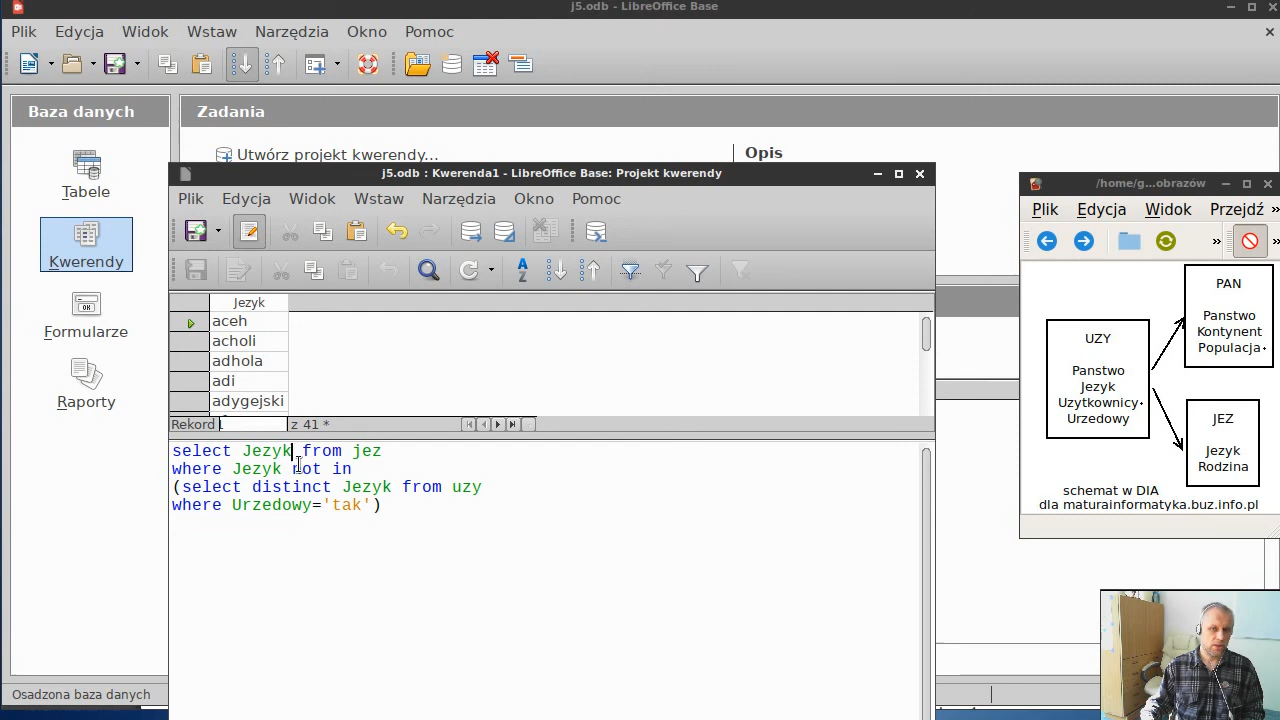 j5.odb - LibreOffice Base
Plik Edycja Widok Wstaw Narzędzia Okno Pomoc
Baza danych
Zadania
Utwórz projekt kwerendy...
Opis
Tabele
Kwerendy
Formularze
Raporty
Osadzona baza danych
j5.odb : Kwerenda1 - LibreOffice Base: Projekt kwerendy
Plik Edycja Widok Wstaw Narzędzia Okno Pomoc
Jezyk
aceh
acholi
adhola
adi
adygejski
Rekord 1 z 41 *
select Jezyk from jez
where Jezyk not in
(select distinct Jezyk from uzy
where Urzedowy='tak')
/home/g...obrazów
Plik Edycja Widok Przejdź »
PAN
Panstwo
Kontynent
Populacja
UZY
Panstwo
Jezyk
Uzytkownicy
Urzedowy
JEZ
Jezyk
Rodzina
schemat w DIA
dla maturainformatyka.buz.info.pl